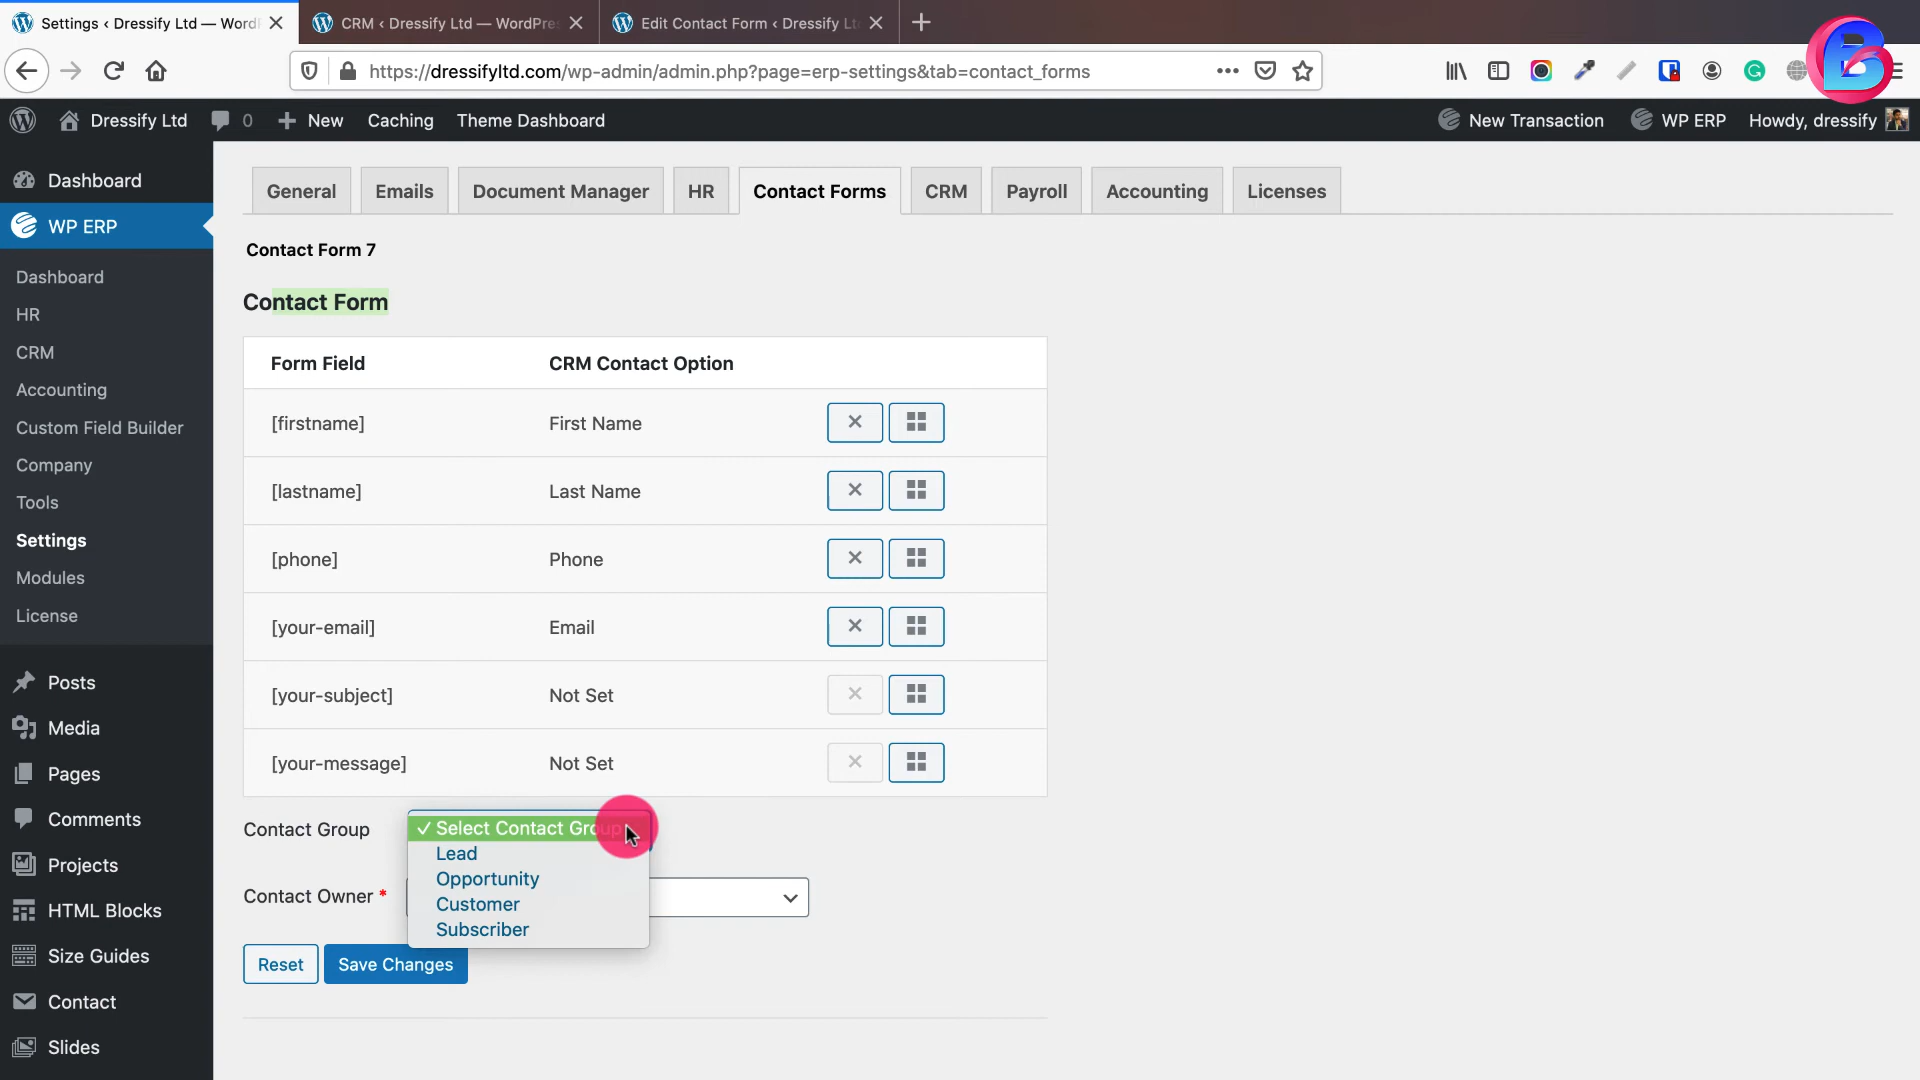 Settings ‹ Dressify Ltd — Word
CRM ‹ Dressify Ltd — WordPre
Edit Contact Form ‹ Dressify Lt
https://dressifyltd.com/wp-admin/admin.php?page=erp-settings&tab=contact_forms
Dressify Ltd
0
New
Caching
Theme Dashboard
New Transaction
WP ERP
Howdy, dressify
Dashboard
WP ERP
Dashboard
HR
CRM
Accounting
Custom Field Builder
Company
Tools
Settings
Modules
License
Posts
Media
Pages
Comments
Projects
HTML Blocks
Size Guides
Contact
Slides
General
Emails
Document Manager
HR
Contact Forms
CRM
Payroll
Accounting
Licenses
Contact Form 7
Contact Form
Form Field CRM Contact Option
[firstname] First Name
[lastname] Last Name
[phone] Phone
[your-email] Email
[your-subject] Not Set
[your-message] Not Set
Contact Group
Select Contact Group
Lead
Opportunity
Customer
Subscriber
Contact Owner *
Reset
Save Changes